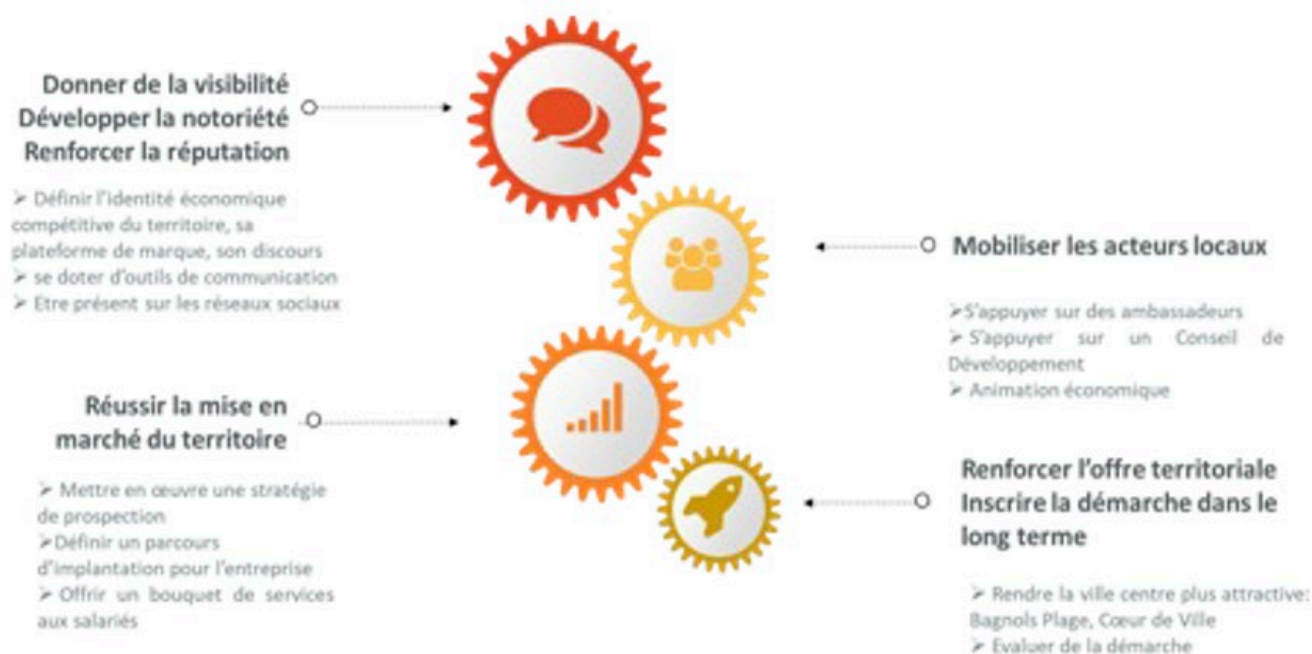 Donner de la visibilité
Développer la notoriété
Renforcer la réputation
➤ Définir l'identité économique
compétitive du territoire, sa
plateforme de marque, son discours
➤ se doter d'outils de communication
➤ Etre présent sur les réseaux sociaux
Mobiliser les acteurs locaux
➤S'appuyer sur des ambassadeurs
➤ S'appuyer sur un Conseil de
Développement
➤ Animation économique
Réussir la mise en
marché du territoire
➤ Mettre en œuvre une stratégie
de prospection
➤Définir un parcours
d'implantation pour l'entreprise
➤ Offrir un bouquet de services
aux salariés
Renforcer l'offre territoriale
Inscrire la démarche dans le
long terme
➤ Rendre la ville centre plus attractive:
Bagnols Plage, Cœur de Ville
➤ Evaluer de la démarche